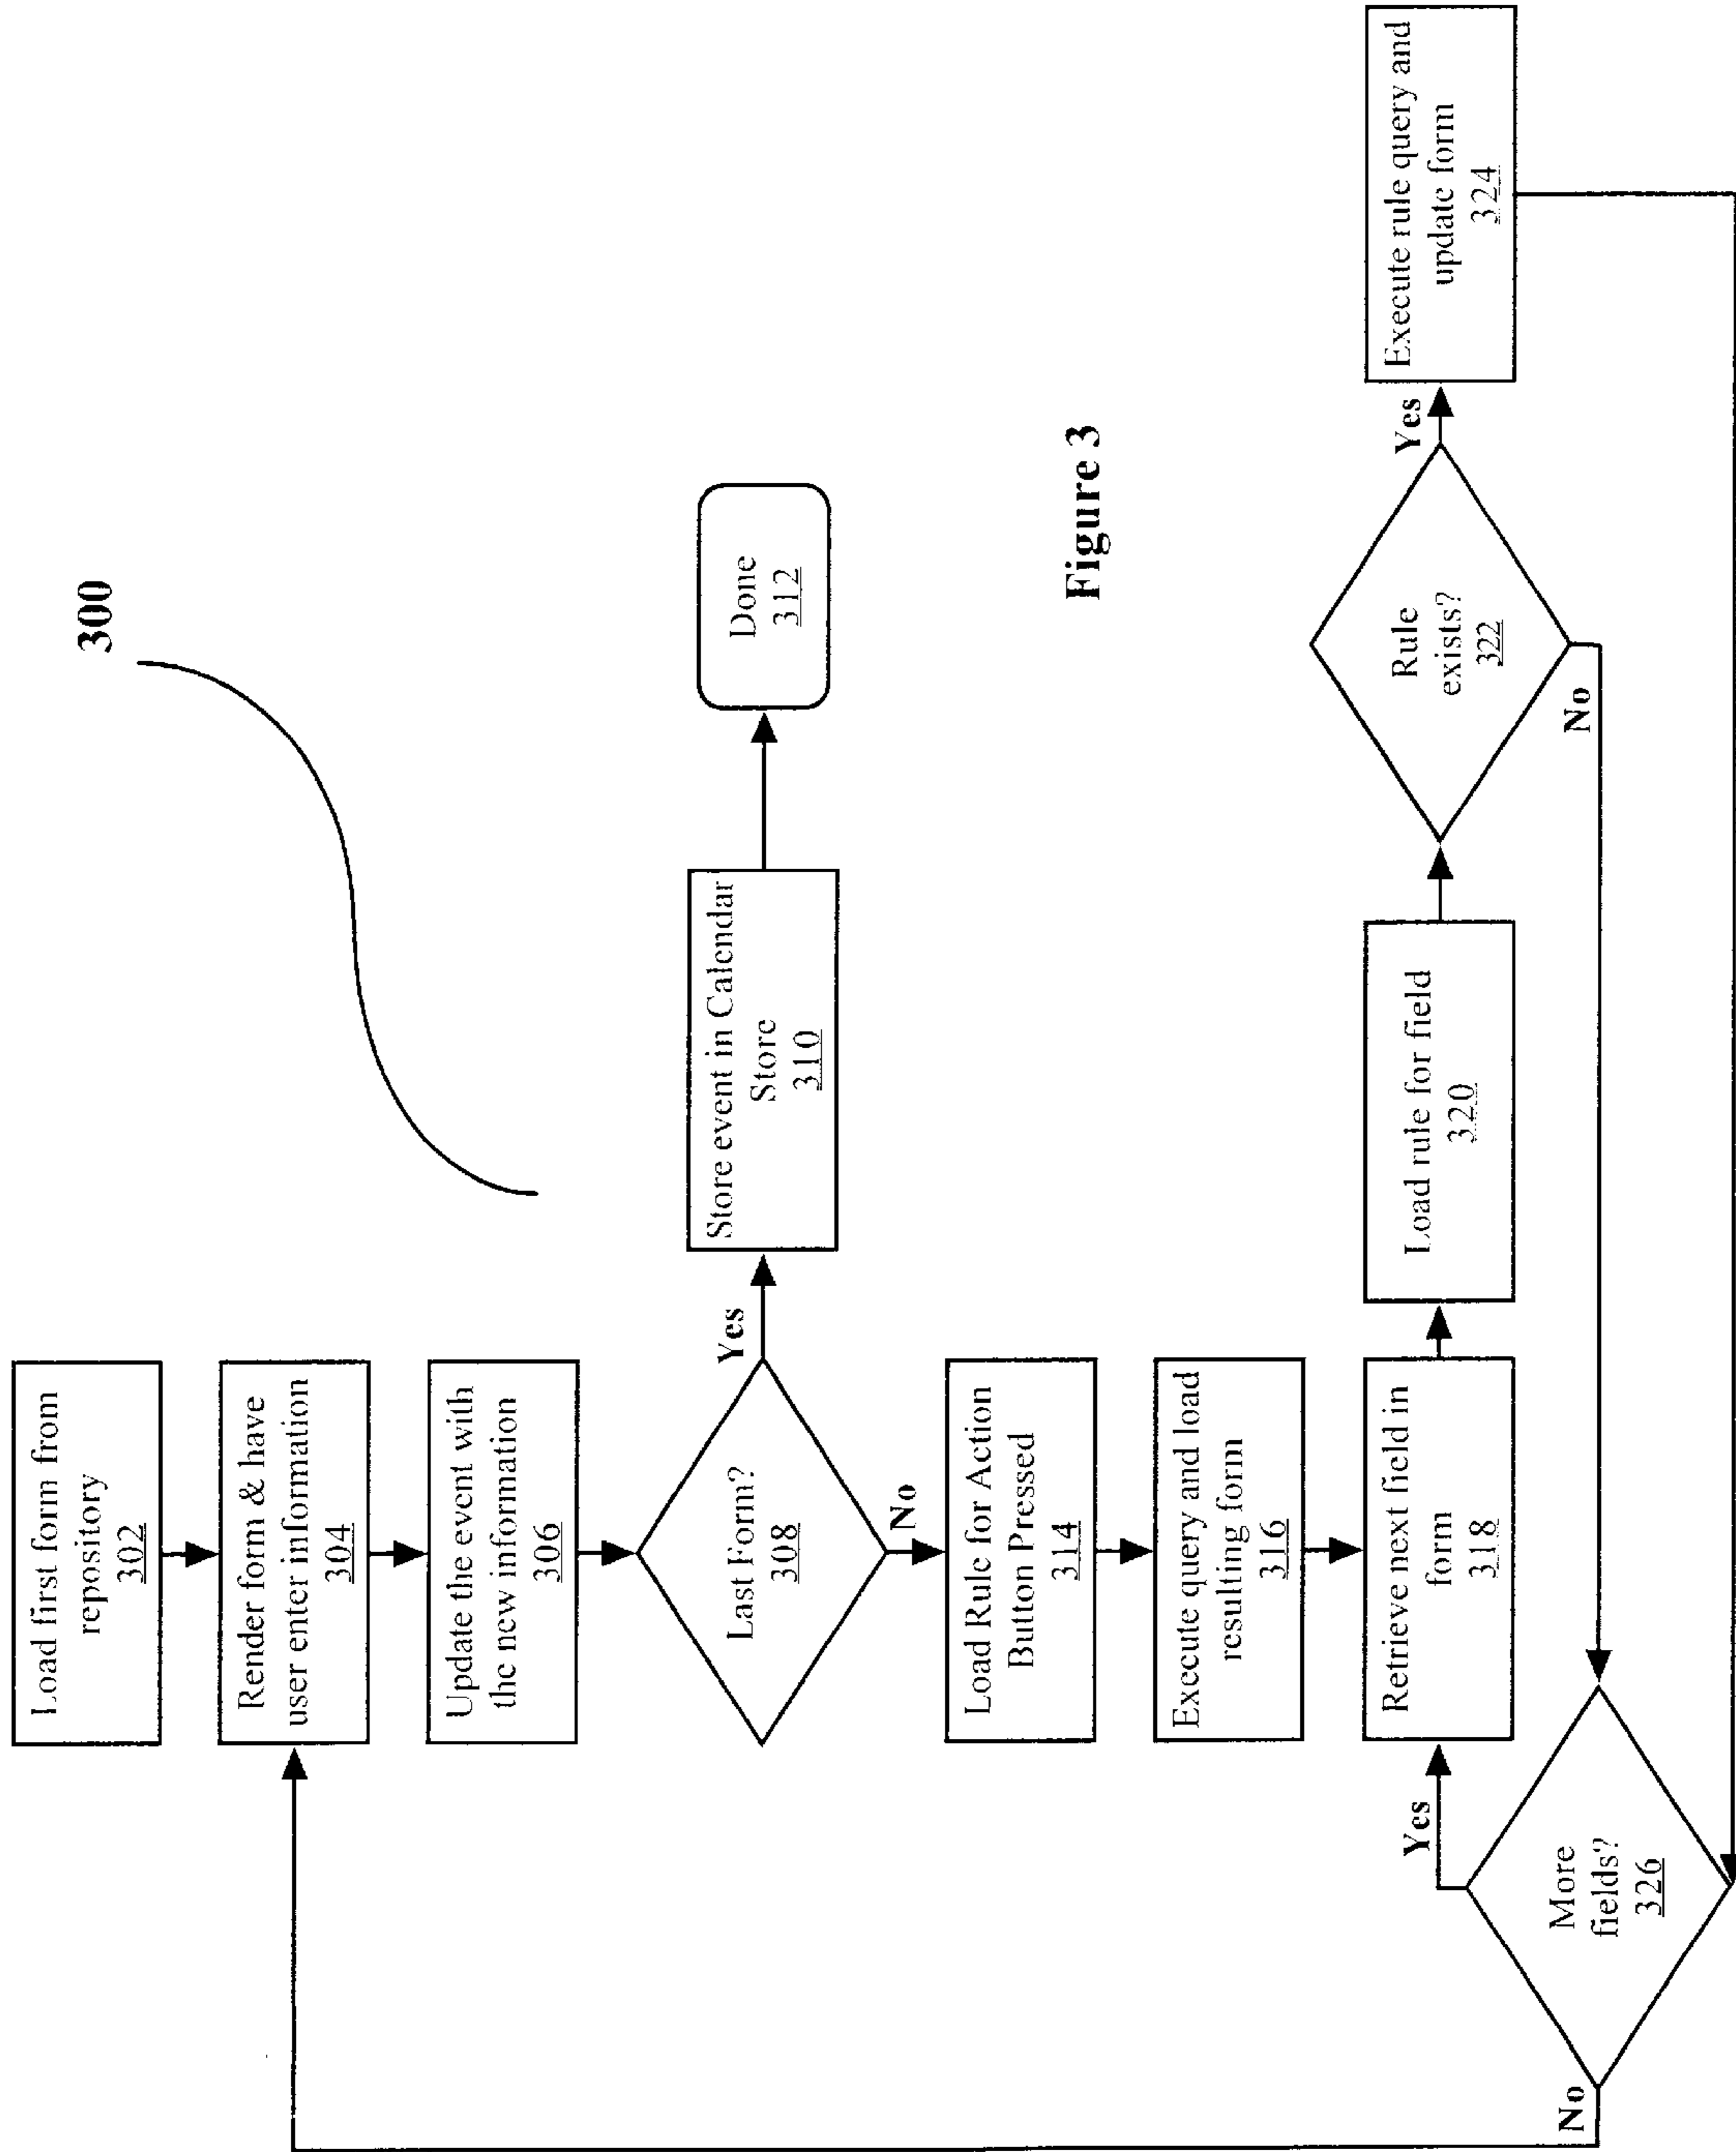 300
Load first form from
repository
302
Render form & have
user enter information
304
Update the event with
the new information
306
Last Form?
308
Yes
Store event in Calendar
Store
310
Done
312
No
Load Rule for Action
Button Pressed
314
Execute query and load
resulting form
316
Retrieve next field in
form
318
Load rule for field
320
Rule
exists?
322
Yes
Execute rule query and
update form
324
No
More
fields?
326
Yes
No
Figure 3